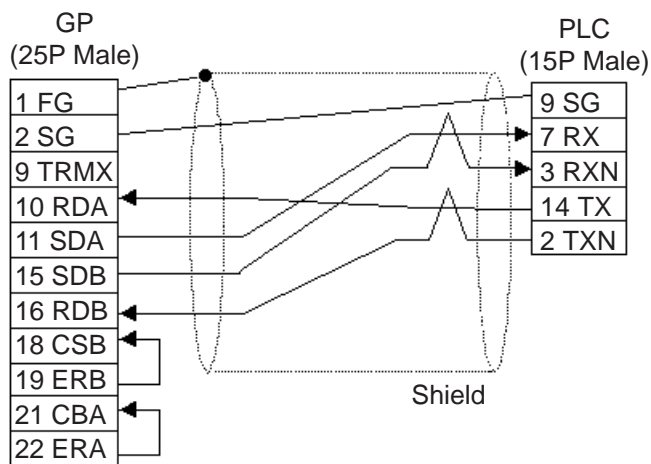 GP
(25P Male)
1 FG
2 SG
9 TRMX
10 RDA
11 SDA
15 SDB
16 RDB
18 CSB
19 ERB
21 CBA
22 ERA
PLC
(15P Male)
9 SG
7 RX
3 RXN
14 TX
2 TXN
Shield